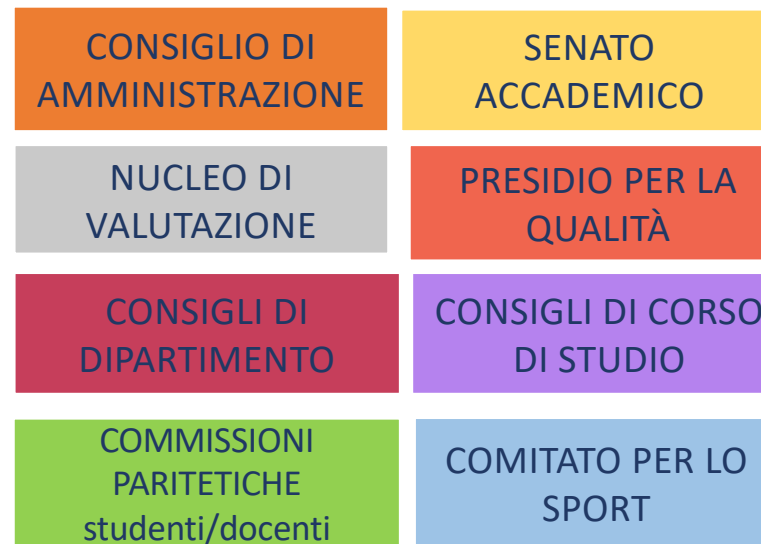 CONSIGLIO DI
AMMINISTRAZIONE
SENATO
ACCADEMICO
NUCLEO DI
VALUTAZIONE
PRESIDIO PER LA
QUALITÀ
CONSIGLI DI
DIPARTIMENTO
CONSIGLI DI CORSO
DI STUDIO
COMMISSIONI
PARITETICHE
studenti/docenti
COMITATO PER LO
SPORT